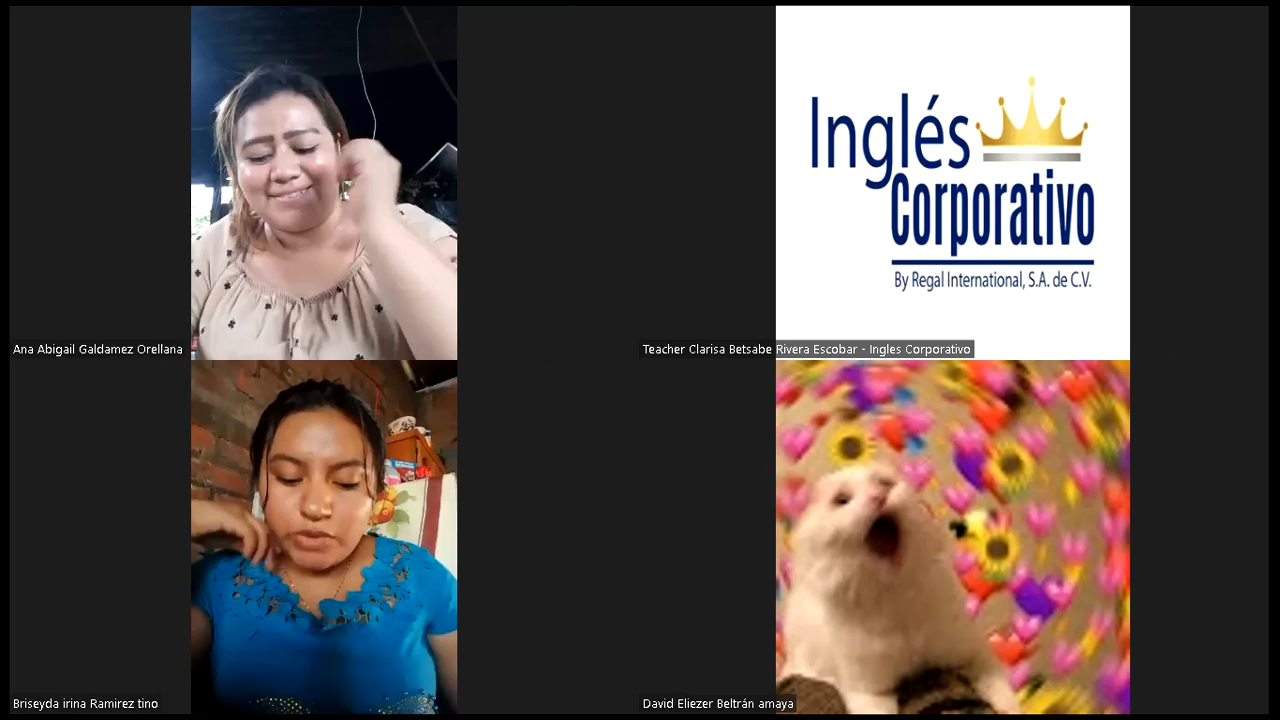 Inglés
Corporativo
By Regal International, S.A. de C.V.
Ana Abigail Galdamez Orellana
Teacher Clarisa Betsabe Rivera Escobar - Ingles Corporativo
Briseyda irina Ramirez tino
David Eliezer Beltrán amaya